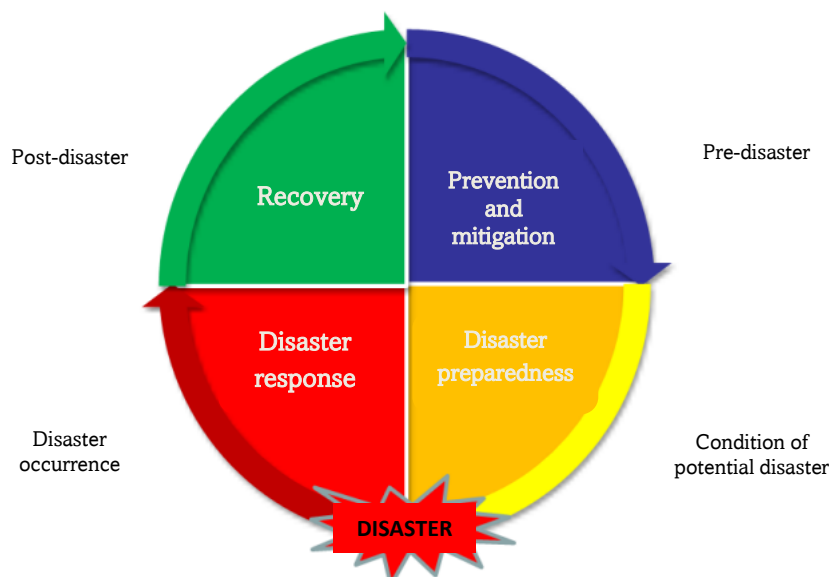 Post-disaster
Pre-disaster
Recovery
Prevention
and
mitigation
Disaster
response
Disaster
preparedness
Disaster
occurrence
Condition of
potential disaster
DISASTER